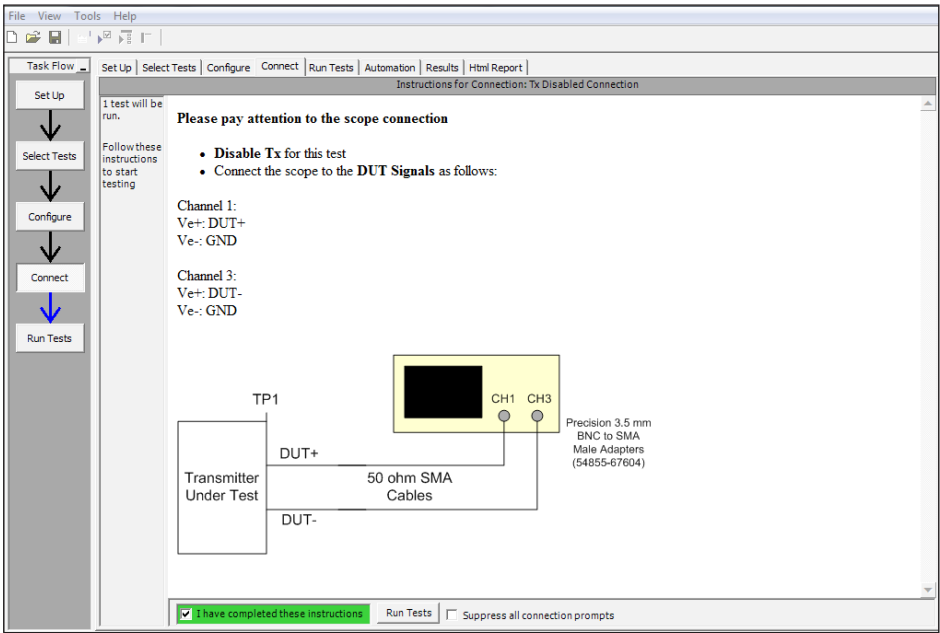 File View Tools Help
Task Flow
Set Up
Select Tests
Configure
Connect
Run Tests
Set Up Select Tests Configure Connect Run Tests Automation Results Html Report
Instructions for Connection: Tx Disabled Connection
1 test will be
run.
Follow these
instructions
to start
testing
Please pay attention to the scope connection
• Disable Tx for this test
• Connect the scope to the DUT Signals as follows:
Channel 1:
Ve+: DUT+
Ve-: GND
Channel 3:
Ve+: DUT-
Ve-: GND
CH1 CH3
TP1
Precision 3.5 mm
BNC to SMA
Male Adapters
(54855-67604)
DUT+
Transmitter
Under Test
50 ohm SMA
Cables
DUT-
I have completed these instructions Run Tests Suppress all connection prompts